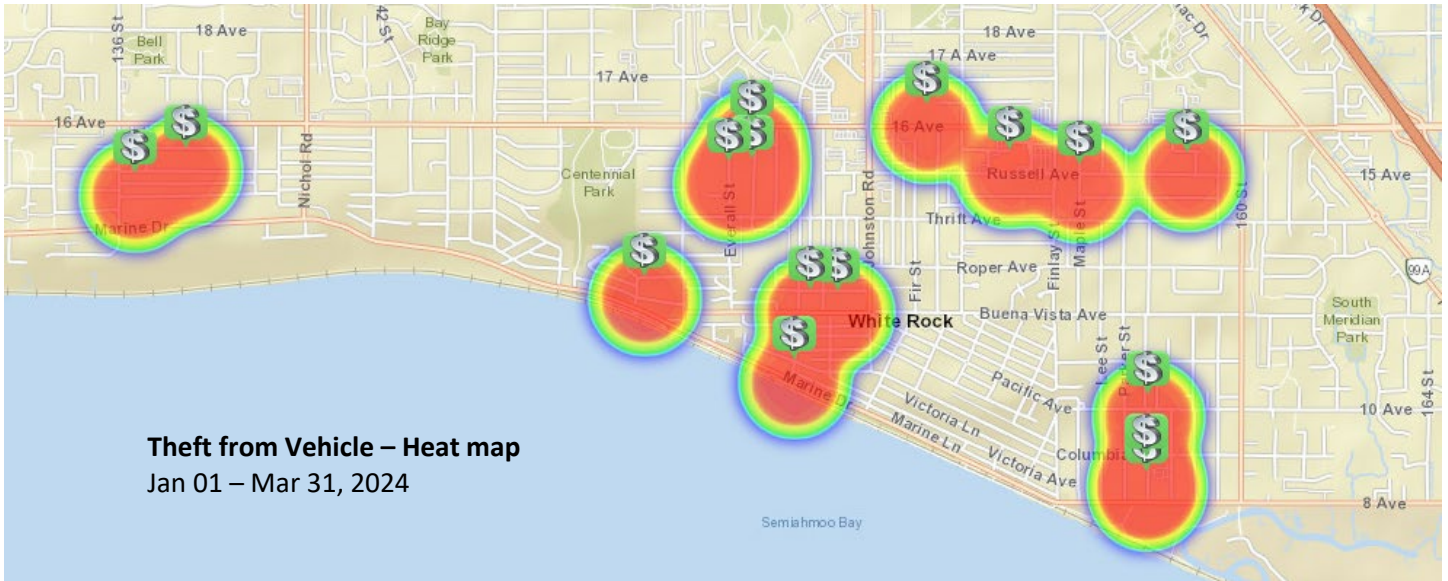 136 St
18 Ave
42 St
Bay
Ridge
Park
Bell
Park
17 Ave
18 Ave
17 A Ave
16 Ave
16 Ave
Nichol Rd
Centennial
Park
Everall St
Johnston Rd
Russell Ave
15 Ave
160 St
Marine Dr
Thrift Ave
Finlay St
Maple St
Roper Ave
Fir St
99A
White Rock
Buena Vista Ave
South
Meridian
Park
Lee St
Pacific Ave
Marine Dr
Victoria Ln
Marine Ln
10 Ave
164 St
Theft from Vehicle – Heat map
Jan 01 – Mar 31, 2024
Victoria Ave
Columbia
8 Ave
Semiahmoo Bay